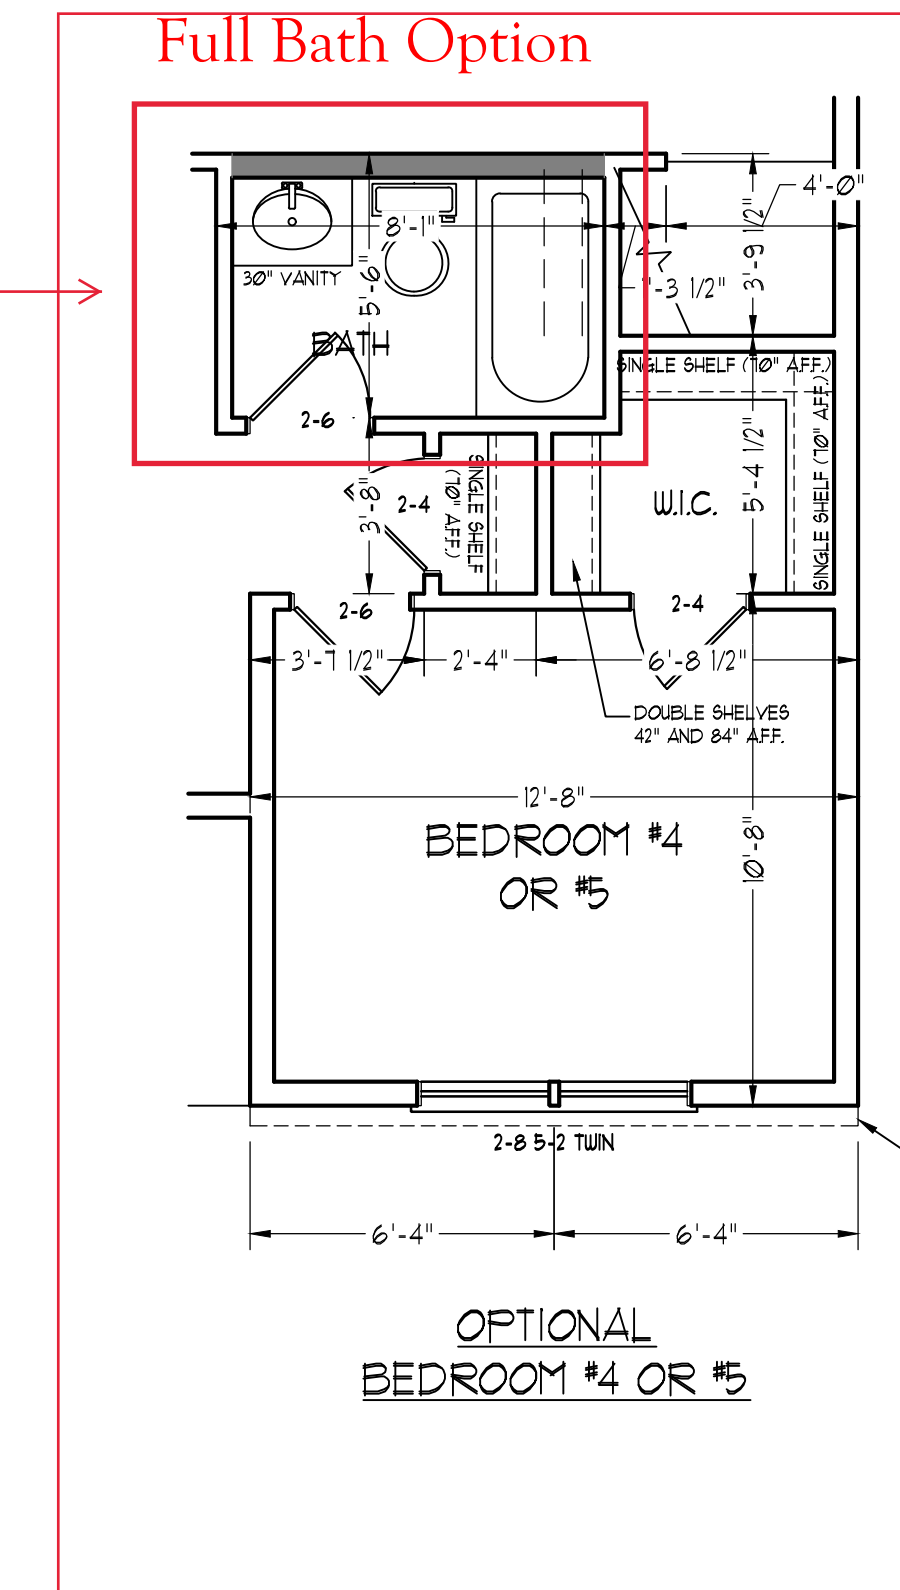 Full Bath Option
4'-0"
8'-1"
3'-9 1/2"
30" VANITY
5'-6"
BATH
SINGLE SHELF (70" A.F.F.)
2-6
SINGLE SHELF
(70" A.F.F.)
3'-8"
2-4
W.I.C.
5'-4 1/2"
SINGLE SHELF (70" A.F.F.)
2-6
2-4
3'-7 1/2"
2'-4"
6'-8 1/2"
DOUBLE SHELVES
42" AND 84" A.F.F.
12'-8"
BEDROOM #4
OR #5
10'-8"
2-8 5-2 TWIN
6'-4"
6'-4"
OPTIONAL
BEDROOM #4 OR #5